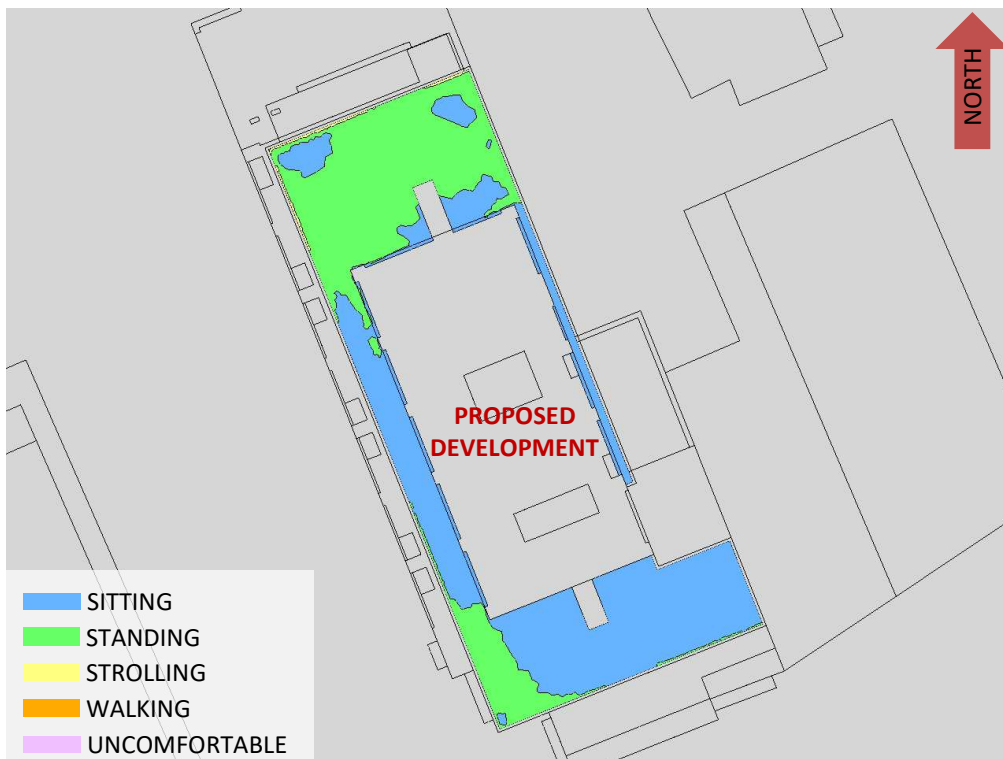 NORTH
PROPOSED
DEVELOPMENT
SITTING
STANDING
STROLLING
WALKING
UNCOMFORTABLE